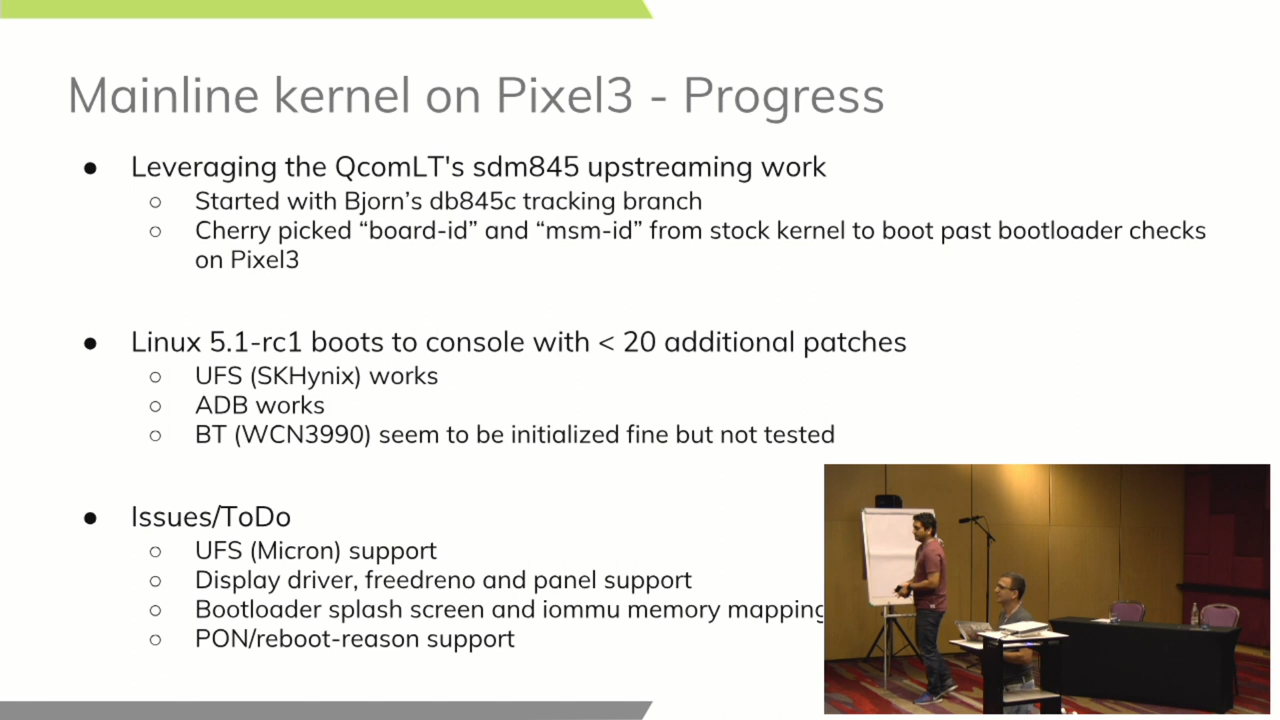 Mainline kernel on Pixel3 - Progress
● Leveraging the QcomLT's sdm845 upstreaming work
○ Started with Bjorn’s db845c tracking branch
○ Cherry picked “board-id” and “msm-id” from stock kernel to boot past bootloader checks
on Pixel3
● Linux 5.1-rc1 boots to console with < 20 additional patches
○ UFS (SKHynix) works
○ ADB works
○ BT (WCN3990) seem to be initialized fine but not tested
● Issues/ToDo
○ UFS (Micron) support
○ Display driver, freedreno and panel support
○ Bootloader splash screen and iommu memory mapping
○ PON/reboot-reason support